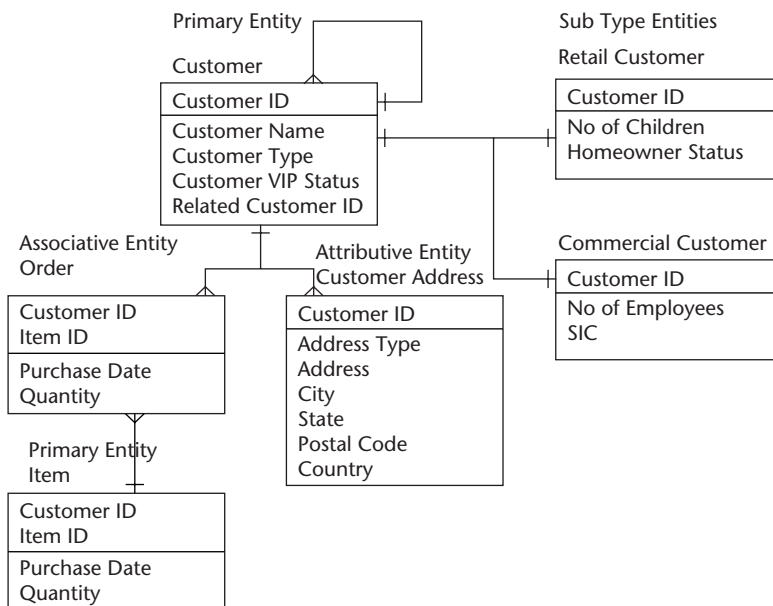 Primary Entity
Customer
Customer ID
Customer Name
Customer Type
Customer VIP Status
Related Customer ID
Sub Type Entities
Retail Customer
Customer ID
No of Children
Homeowner Status
Commercial Customer
Customer ID
No of Employees
SIC
Associative Entity
Order
Customer ID
Item ID
Purchase Date
Quantity
Attributive Entity
Customer Address
Customer ID
Address Type
Address
City
State
Postal Code
Country
Primary Entity
Item
Customer ID
Item ID
Purchase Date
Quantity